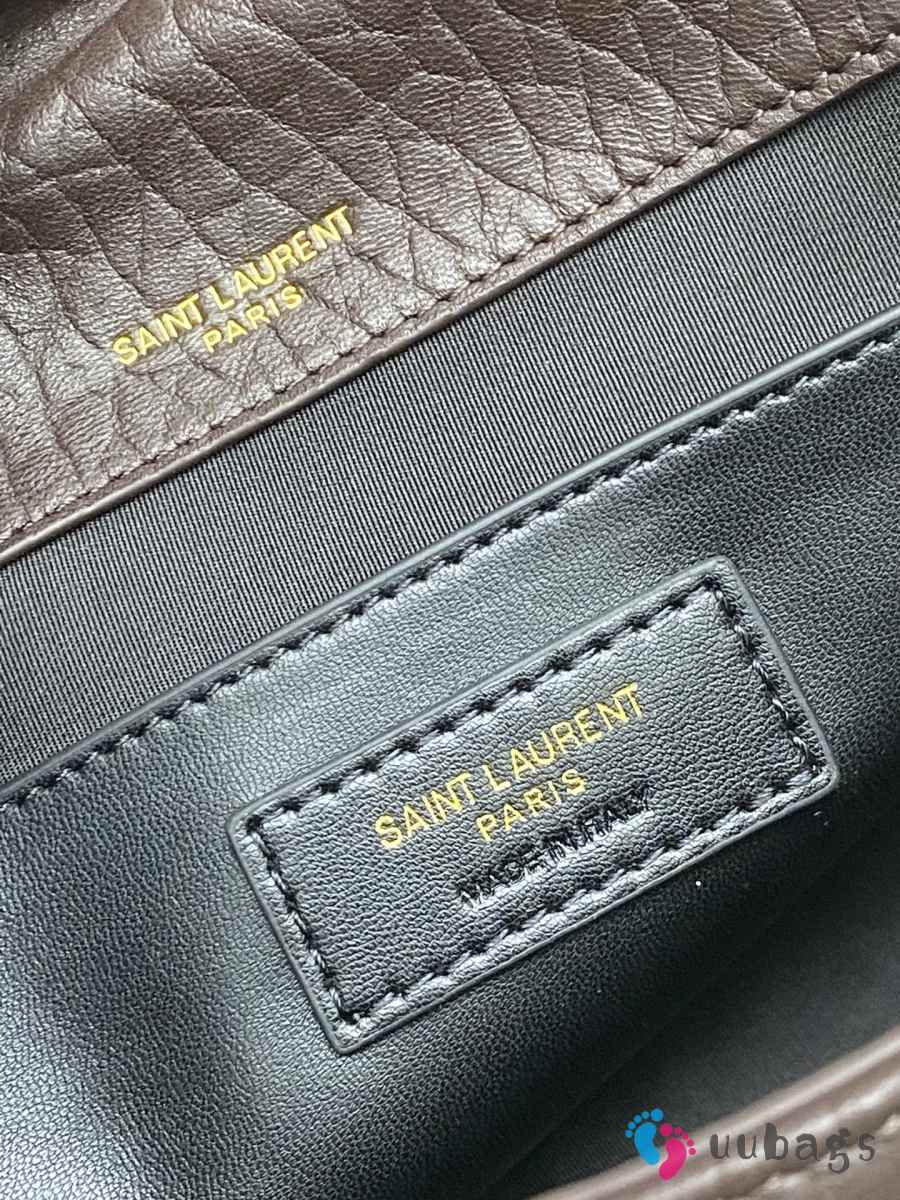 SAINT LAURENT
PARIS
SAINT LAURENT
PARIS
MADE IN ITALY
uubags